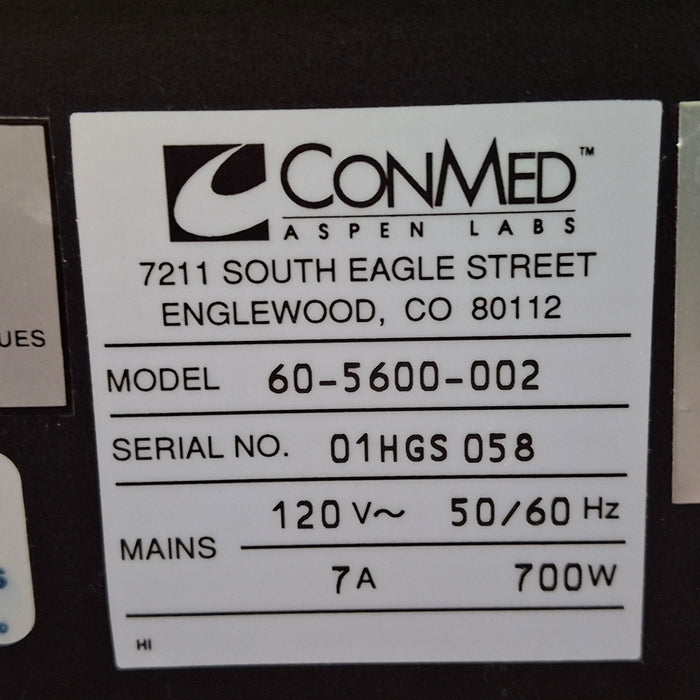 CONMED™
ASPEN LABS
7211 SOUTH EAGLE STREET
ENGLEWOOD, CO 80112
MODEL 60-5600-002
SERIAL NO. 01HGS 058
MAINS
120 V~ 50/60 Hz
7A 700W
HI
UES